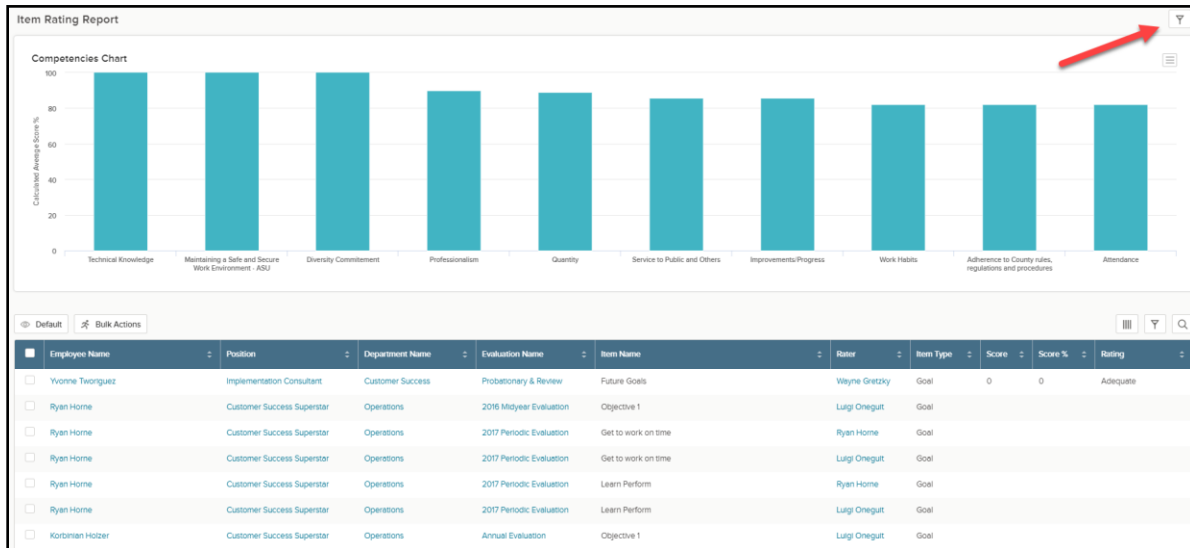 Item Rating Report
Competencies Chart
100
80
60
40
20
0
Calculated Average Score %
Technical Knowledge
Maintaining a Safe and Secure
Work Environment - ASU
Diversity Commitment
Professionalism
Quantity
Service to Public and Others
Improvements/Progress
Work Habits
Adherence to County rules,
regulations and procedures
Attendance
Default Bulk Actions
Employee Name Position Department Name Evaluation Name Item Name Rater Item Type Score Score % Rating
Yvonne Tworiguez Implementation Consultant Customer Success Probationary & Review Future Goals Wayne Gretzky Goal 0 0 Adequate
Ryan Horne Customer Success Superstar Operations 2016 Midyear Evaluation Objective 1 Luigi Oneguit Goal
Ryan Horne Customer Success Superstar Operations 2017 Periodic Evaluation Get to work on time Ryan Horne Goal
Ryan Horne Customer Success Superstar Operations 2017 Periodic Evaluation Get to work on time Luigi Oneguit Goal
Ryan Horne Customer Success Superstar Operations 2017 Periodic Evaluation Learn Perform Ryan Horne Goal
Ryan Horne Customer Success Superstar Operations 2017 Periodic Evaluation Learn Perform Luigi Oneguit Goal
Korbinian Holzer Customer Success Superstar Operations Annual Evaluation Objective 1 Luigi Oneguit Goal